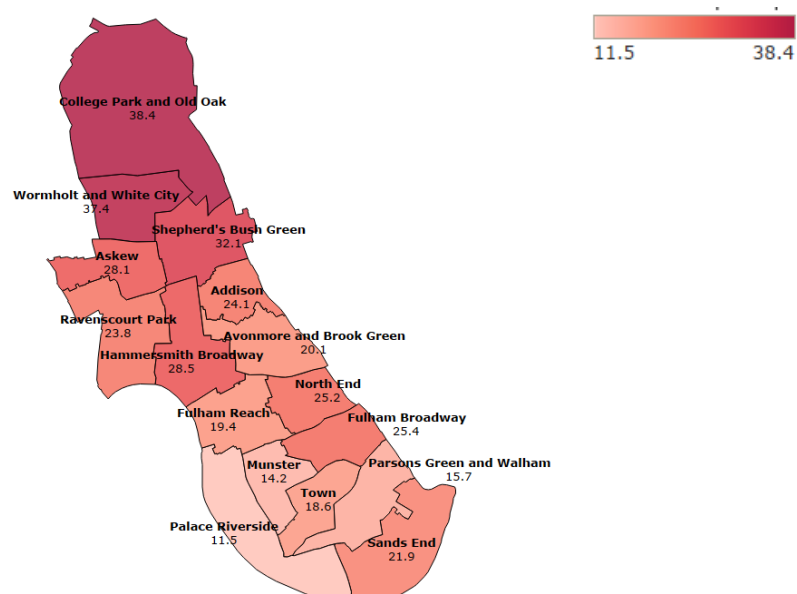 11.5 38.4
College Park and Old Oak
38.4
Wormholt and White City
37.4
Shepherd's Bush Green
32.1
Askew
28.1
Addison
24.1
Ravenscourt Park
23.8
Avonmore and Brook Green
20.1
Hammersmith Broadway
28.5
North End
25.2
Fulham Reach
19.4
Fulham Broadway
25.4
Munster
14.2
Parsons Green and Walham
15.7
Town
18.6
Palace Riverside
11.5
Sands End
21.9